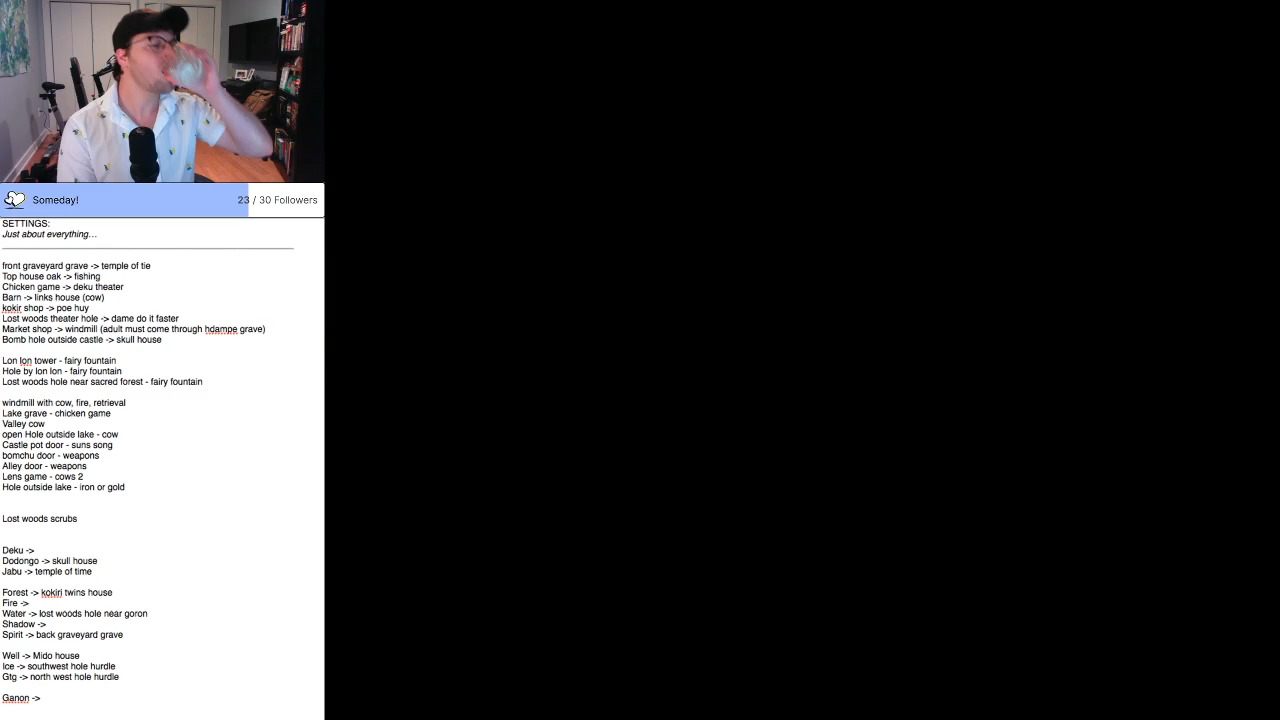 Someday!
23 / 30 Followers
SETTINGS:
Just about everything...
front graveyard grave -> temple of tie
Top house oak -> fishing
Chicken game -> deku theater
Barn -> links house (cow)
kokir shop -> poe huy
Lost woods theater hole -> dame do it faster
Market shop -> windmill (adult must come through hdampe grave)
Bomb hole outside castle -> skull house
Lon lon tower - fairy fountain
Hole by lon lon - fairy fountain
Lost woods hole near sacred forest - fairy fountain
windmill with cow, fire, retrieval
Lake grave - chicken game
Valley cow
open Hole outside lake - cow
Castle pot door - suns song
bomchu door - weapons
Alley door - weapons
Lens game - cows 2
Hole outside lake - iron or gold
Lost woods scrubs
Deku ->
Dodongo -> skull house
Jabu -> temple of time
Forest -> kokiri twins house
Fire ->
Water -> lost woods hole near goron
Shadow ->
Spirit -> back graveyard grave
Well -> Mido house
Ice -> southwest hole hurdle
Gtg -> north west hole hurdle
Ganon ->